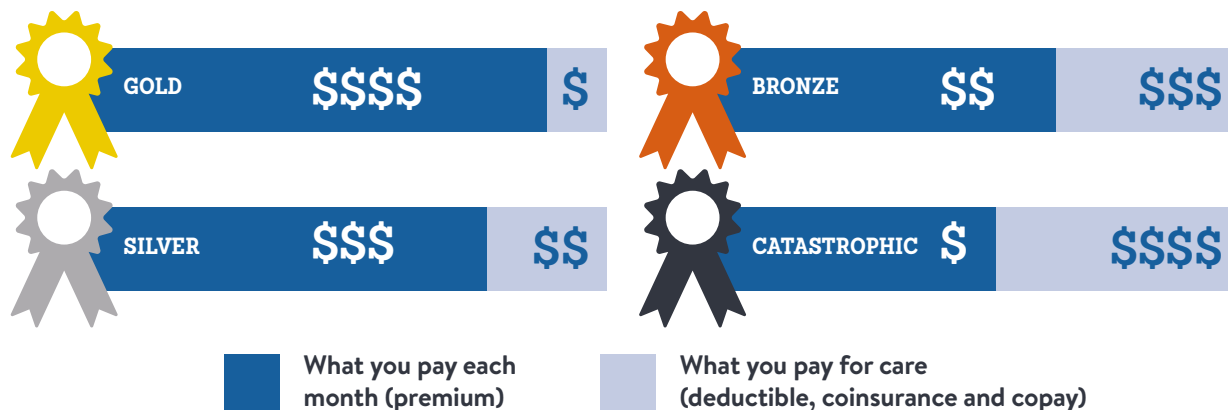 GOLD $$$$ $
BRONZE $$ $$$
SILVER $$$ $$
CATASTROPHIC $ $$$$
What you pay each
month (premium)
What you pay for care
(deductible, coinsurance and copay)